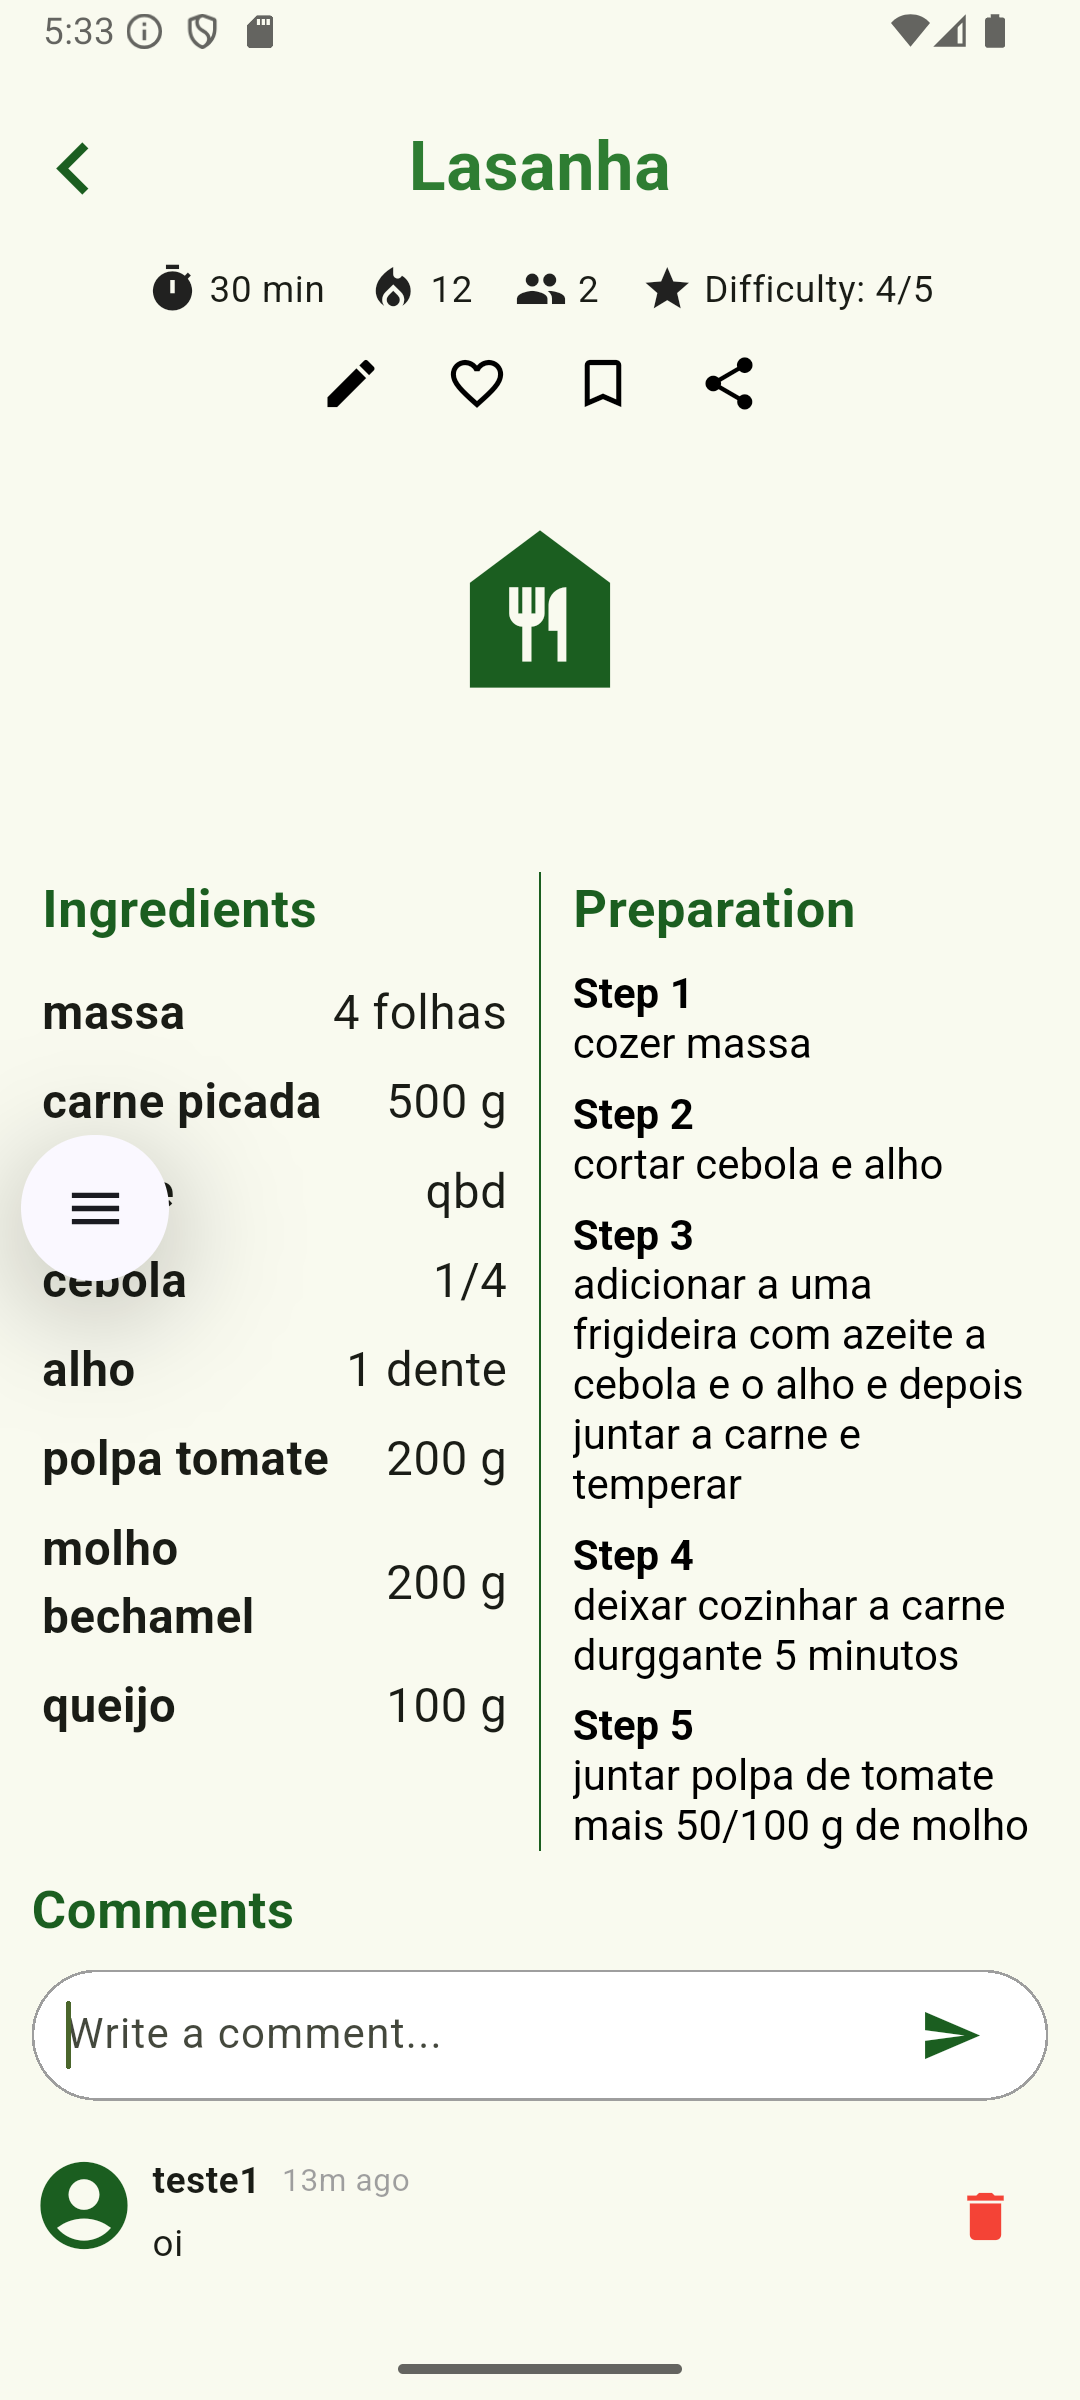 5:33
Lasanha
30 min 12 2 Difficulty: 4/5
Ingredients
massa 4 folhas
carne picada 500 g
qbd
cebola 1/4
alho 1 dente
polpa tomate 200 g
molho
bechamel 200 g
queijo 100 g
Preparation
Step 1
cozer massa
Step 2
cortar cebola e alho
Step 3
adicionar a uma
frigideira com azeite a
cebola e o alho e depois
juntar a carne e
temperar
Step 4
deixar cozinhar a carne
durggante 5 minutos
Step 5
juntar polpa de tomate
mais 50/100 g de molho
Comments
Write a comment...
teste1 13m ago
oi